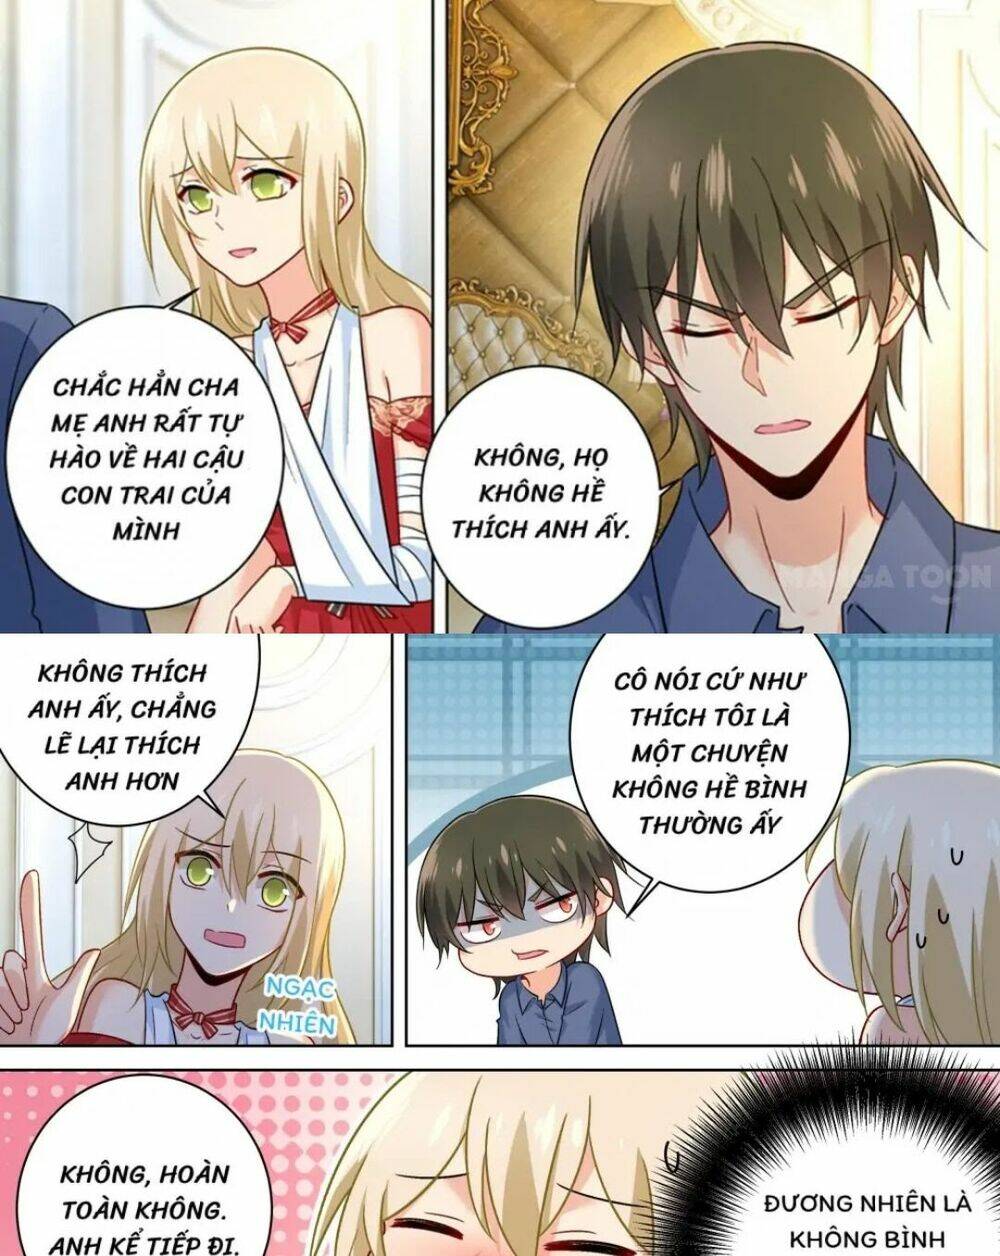 CHẮC HẲN CHA
MẸ ANH RẤT TỰ
HÀO VỀ HAI CẬU
CON TRAI CỦA
MÌNH
KHÔNG, HỌ
KHÔNG HỀ
THÍCH ANH ẤY.
MANGA TOON
KHÔNG THÍCH
ANH ẤY, CHẲNG
LẼ LẠI THÍCH
ANH HƠN
NGẠC
NHIÊN
CÔ NÓI CỨ NHƯ
THÍCH TÔI LÀ
MỘT CHUYỆN
KHÔNG HỀ BÌNH
THƯỜNG ẤY
KHÔNG, HOÀN
TOÀN KHÔNG.
ANH KỂ TIẾP ĐI.
ĐƯƠNG NHIÊN LÀ
KHÔNG BÌNH